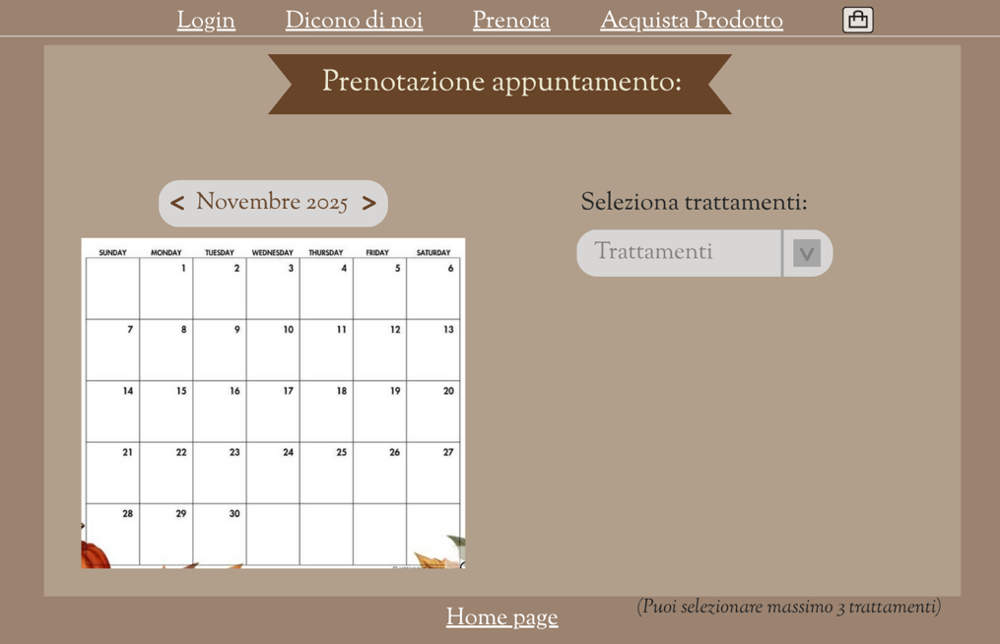 Login Dicono di noi Prenota Acquista Prodotto
Prenotazione appuntamento:
< Novembre 2025 >
Seleziona trattamenti:
Trattamenti V
SUNDAY MONDAY TUESDAY WEDNESDAY THURSDAY FRIDAY SATURDAY
1 2 3 4 5 6
7 8 9 10 11 12 13
14 15 16 17 18 19 20
21 22 23 24 25 26 27
28 29 30
(Puoi selezionare massimo 3 trattamenti)
Home page